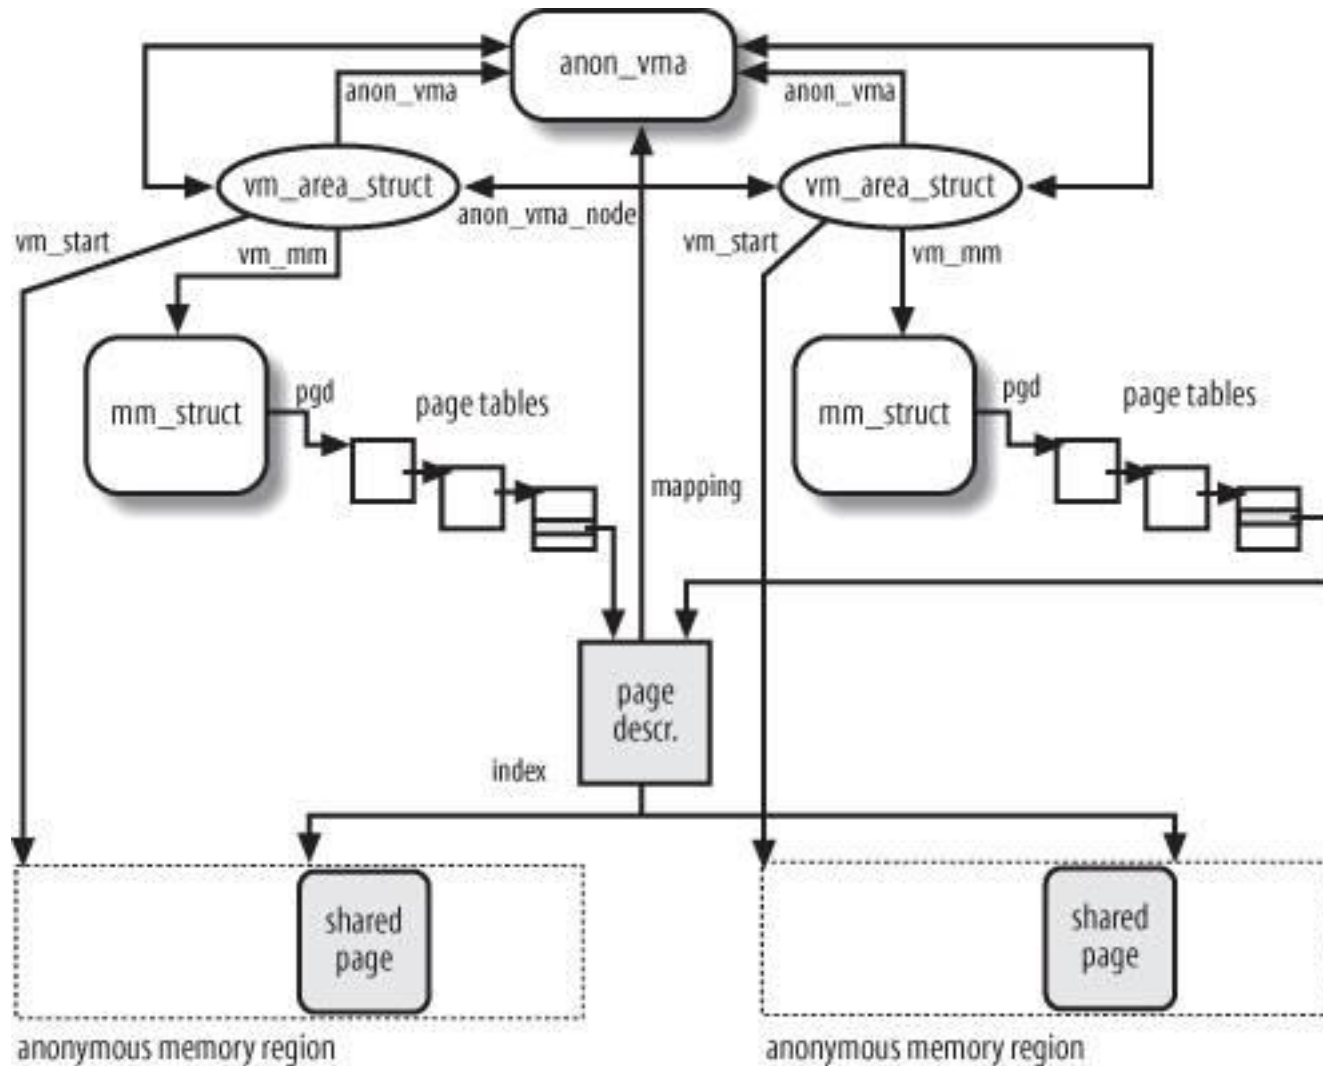 anon_vma
anon_vma
anon_vma
vm_area_struct
vm_area_struct
anon_vma_node
vm_start
vm_mm
vm_start
vm_mm
mm_struct
pgd
page tables
mm_struct
pgd
page tables
mapping
page
descr.
index
shared
page
shared
page
anonymous memory region
anonymous memory region